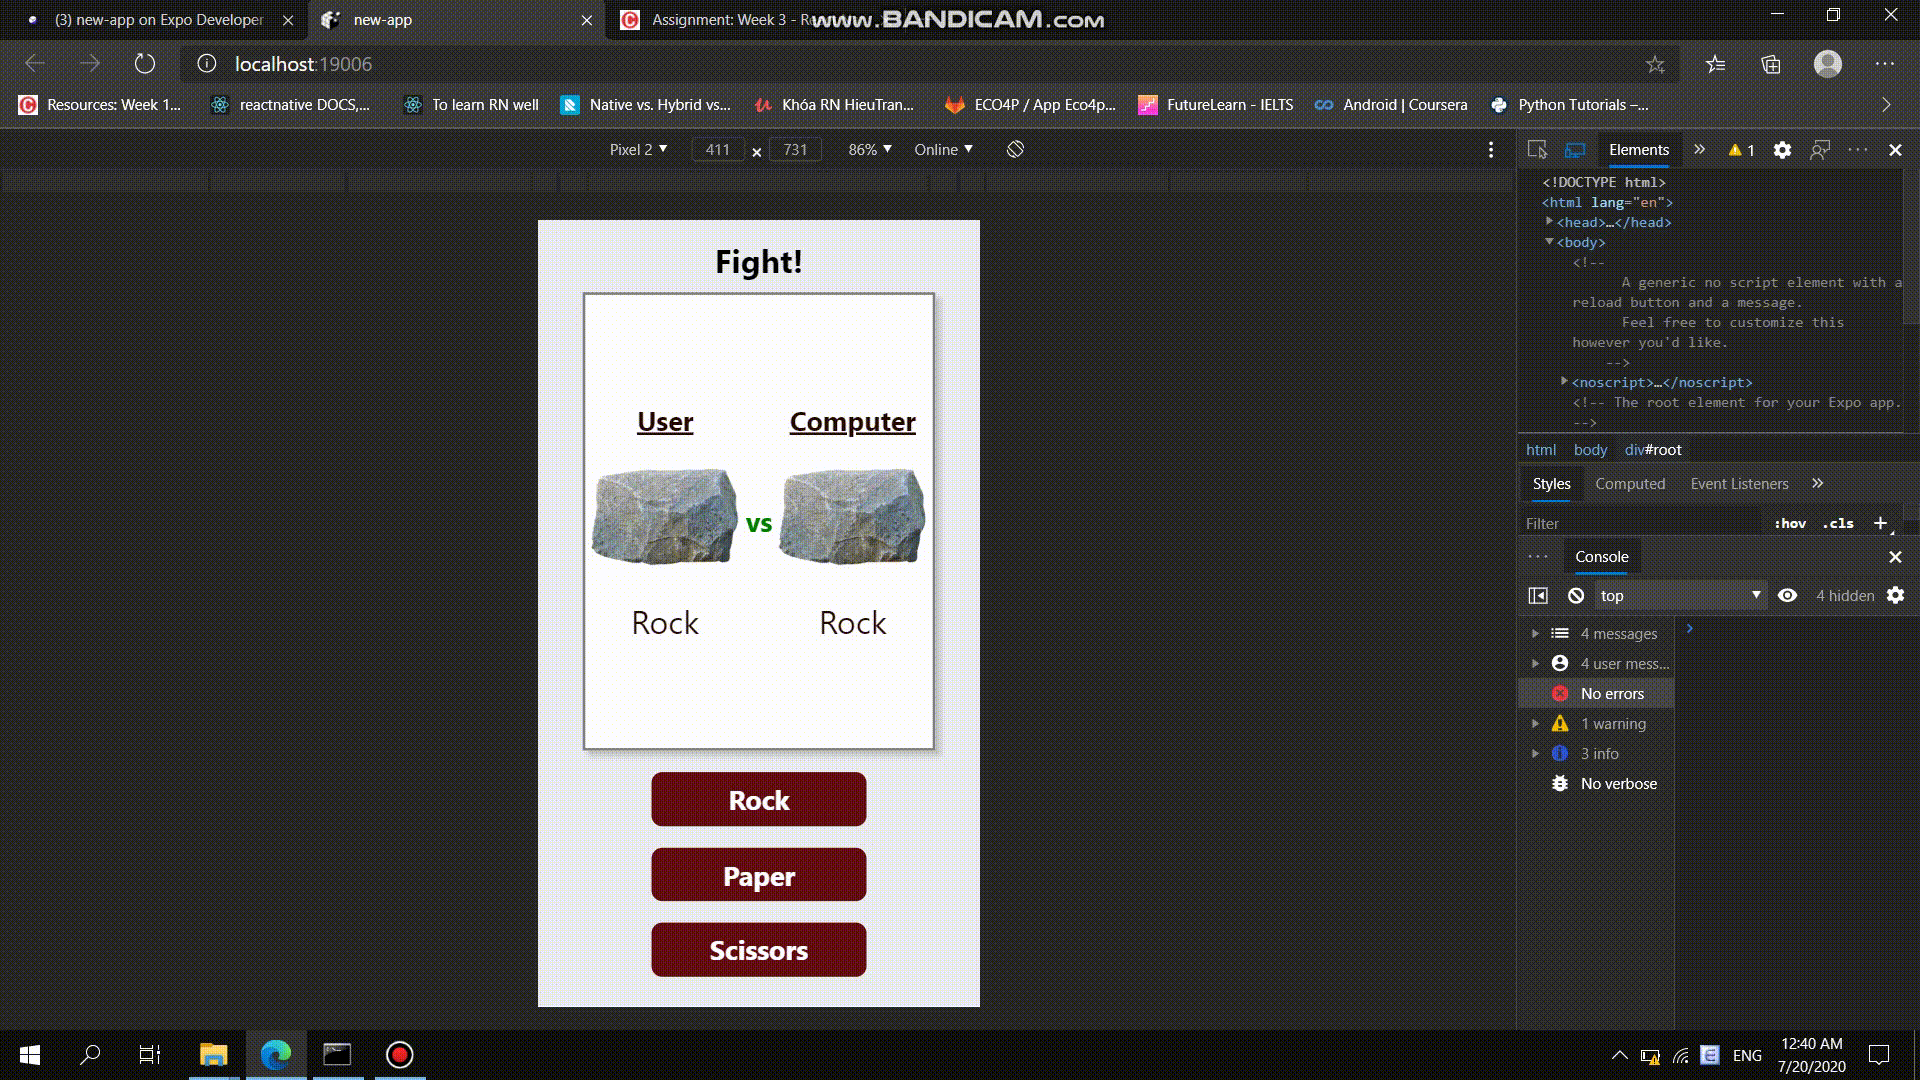 (3) new-app on Expo Developer
new-app
Assignment: Week 3 - R
www.BANDICAM.com
localhost:19006
Resources: Week 1...
reactnative DOCS,...
To learn RN well
Native vs. Hybrid vs...
Khóa RN HieuTran...
ECO4P / App Eco4p...
FutureLearn - IELTS
Android | Coursera
Python Tutorials –...
Pixel 2
411
×
731
86%
Online
Elements
1
<!DOCTYPE html>
<html lang="en">
<head>…</head>
<body>
<!--
A generic no script element with a
reload button and a message.
Feel free to customize this
however you'd like.
-->
<noscript>…</noscript>
<!-- The root element for your Expo app.
-->
html body div#root
Styles Computed Event Listeners
Filter
:hov .cls +
Console
top
4 hidden
4 messages
4 user mess...
No errors
1 warning
3 info
No verbose
Fight!
User
Computer
vs
Rock
Rock
Rock
Paper
Scissors
ENG
12:40 AM
7/20/2020